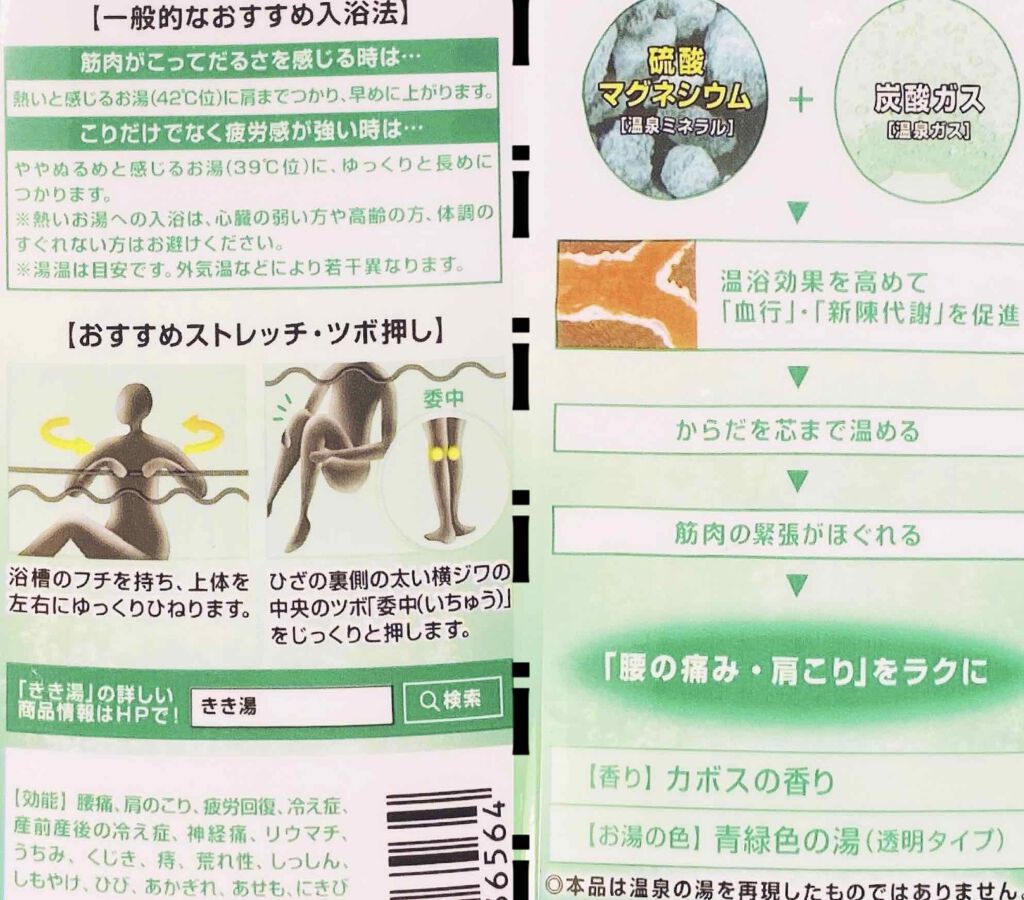 【一般的なおすすめ入浴法】
筋肉がこってだるさを感じる時は…
熱いと感じるお湯(42℃位)に肩までつかり、早めに上がります。
こりだけでなく疲労感が強い時は…
ややぬるめと感じるお湯(39℃位)に、ゆっくりと長めに
つかります。
※熱いお湯への入浴は、心臓の弱い方や高齢の方、体調の
すぐれない方はお避けください。
※湯温は目安です。外気温などにより若干異なります。
【おすすめストレッチ・ツボ押し】
委中
浴槽のフチを持ち、上体を
左右にゆっくりひねります。
ひざの裏側の太い横ジワの
中央のツボ「委中(いちゅう)」
をじっくりと押します。
「きき湯」の詳しい
商品情報はHPで!
きき湯
検索
【効能】腰痛、肩のこり、疲労回復、冷え症、
産前産後の冷え症、神経痛、リウマチ、
うちみ、くじき、痔、荒れ性、しっしん、
しもやけ、ひび、あかぎれ、あせも、にきび
66564
硫酸
マグネシウム
[温泉ミネラル]
+
炭酸ガス
[温泉ガス]
温浴効果を高めて
「血行」・「新陳代謝」を促進
からだを芯まで温める
筋肉の緊張がほぐれる
「腰の痛み・肩こり」をラクに
【香り】カボスの香り
【お湯の色】青緑色の湯(透明タイプ)
◎本品は温泉の湯を再現したものではありません。